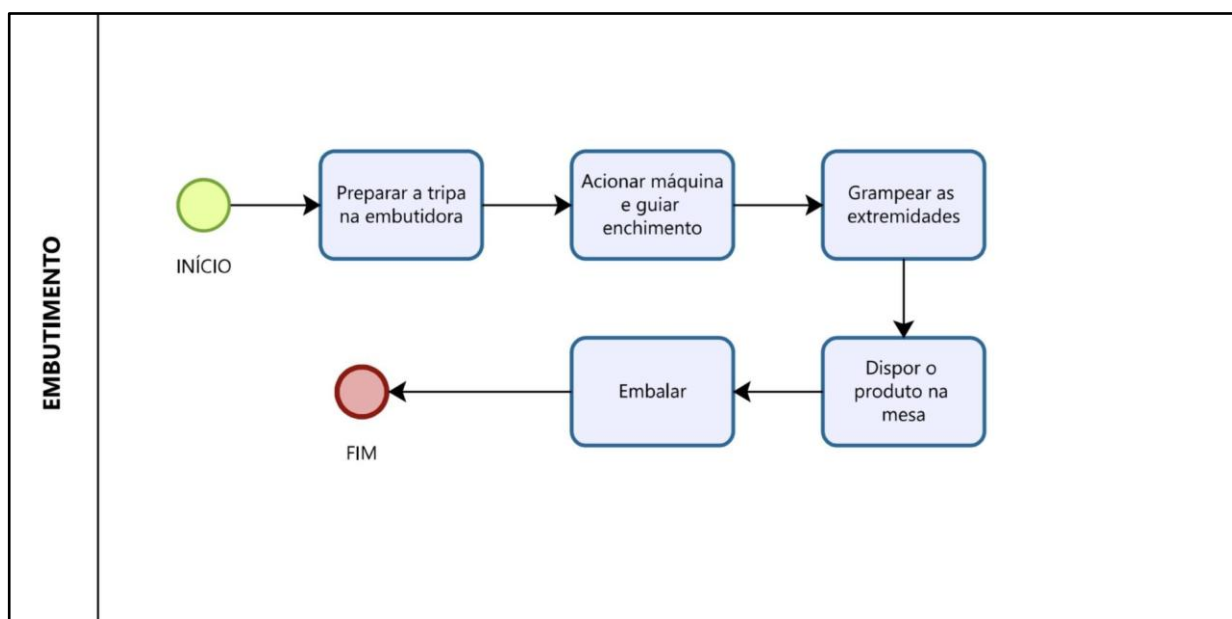 EMBUTIMENTO
INÍCIO
Preparar a tripa
na embutidora
Acionar máquina
e guiar
enchimento
Grampear as
extremidades
Dispor o
produto na
mesa
Embalar
FIM